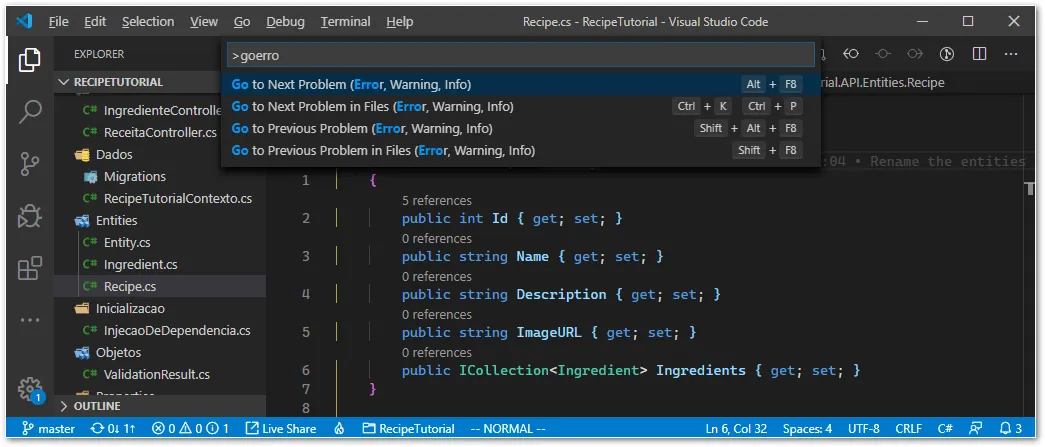 File Edit Selection View Go Debug Terminal Help Recipe.cs - RecipeTutorial - Visual Studio Code
EXPLORER
>goerro
RECIPETUTORIAL
Go to Next Problem (Error, Warning, Info) Alt + F8
rial.API.Entities.Recipe
IngredienteController
Go to Next Problem in Files (Error, Warning, Info) Ctrl + K Ctrl + P
C# ReceitaController.cs
Go to Previous Problem (Error, Warning, Info) Shift + Alt + F8
Dados
Go to Previous Problem in Files (Error, Warning, Info) Shift + F8
:04 • Rename the entities
Migrations
1 {
C# RecipeTutorialContexto.cs
5 references
Entities
2 public int Id { get; set; }
0 references
C# Entity.cs
3 public string Name { get; set; }
C# Ingredient.cs
0 references
C# Recipe.cs
4 public string Description { get; set; }
Inicializacao
0 references
C# InjecaoDeDependencia.cs
5 public string ImageURL { get; set; }
Objetos
0 references
C# ValidationResult.cs
6 public ICollection<Ingredient> Ingredients { get; set; }
7 }
OUTLINE
8
1
master 0↓ 1↑ 0 0 1 Live Share RecipeTutorial -- NORMAL -- Ln 6, Col 32 Spaces: 4 UTF-8 CRLF C# 3